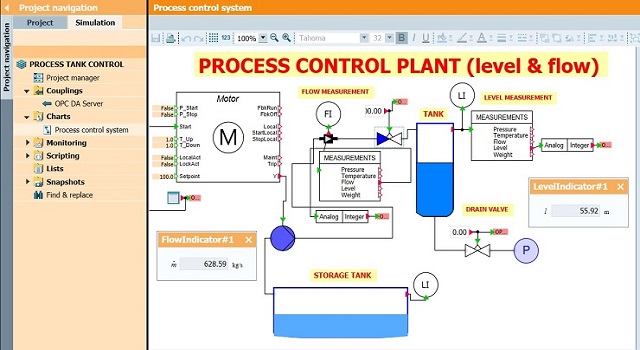 Project navigation
Process control system
Project navigation
Project
Simulation
100%
Tahoma
32
B
I
U
PROCESS TANK CONTROL
Project manager
Couplings
OPC DA Server
Charts
Process control system
Monitoring
Scripting
Lists
Snapshots
Find & replace
PROCESS CONTROL PLANT (level & flow)
Motor
False P_Start
False P_Stop
Start
1.0 T_Up
1.0 T_Down
False LocalAct
False LockAct
100.0 Setpoint
FbkRun
FbkOff
Local
StartLocal
StopLocal
MainI
Trip
Y
M
FLOW MEASUREMENT
FI
MEASUREMENTS
Pressure
Temperature
Flow
Level
Weight
Analog Integer
TANK
LI
LEVEL MEASUREMENT
MEASUREMENTS
Pressure
Temperature
Flow
Level
Weight
Analog Integer
LevelIndicator#1
l 55.92 m
DRAIN VALVE
0.00
P
FlowIndicator#1
ṁ 628.59 kg/s
STORAGE TANK
LI